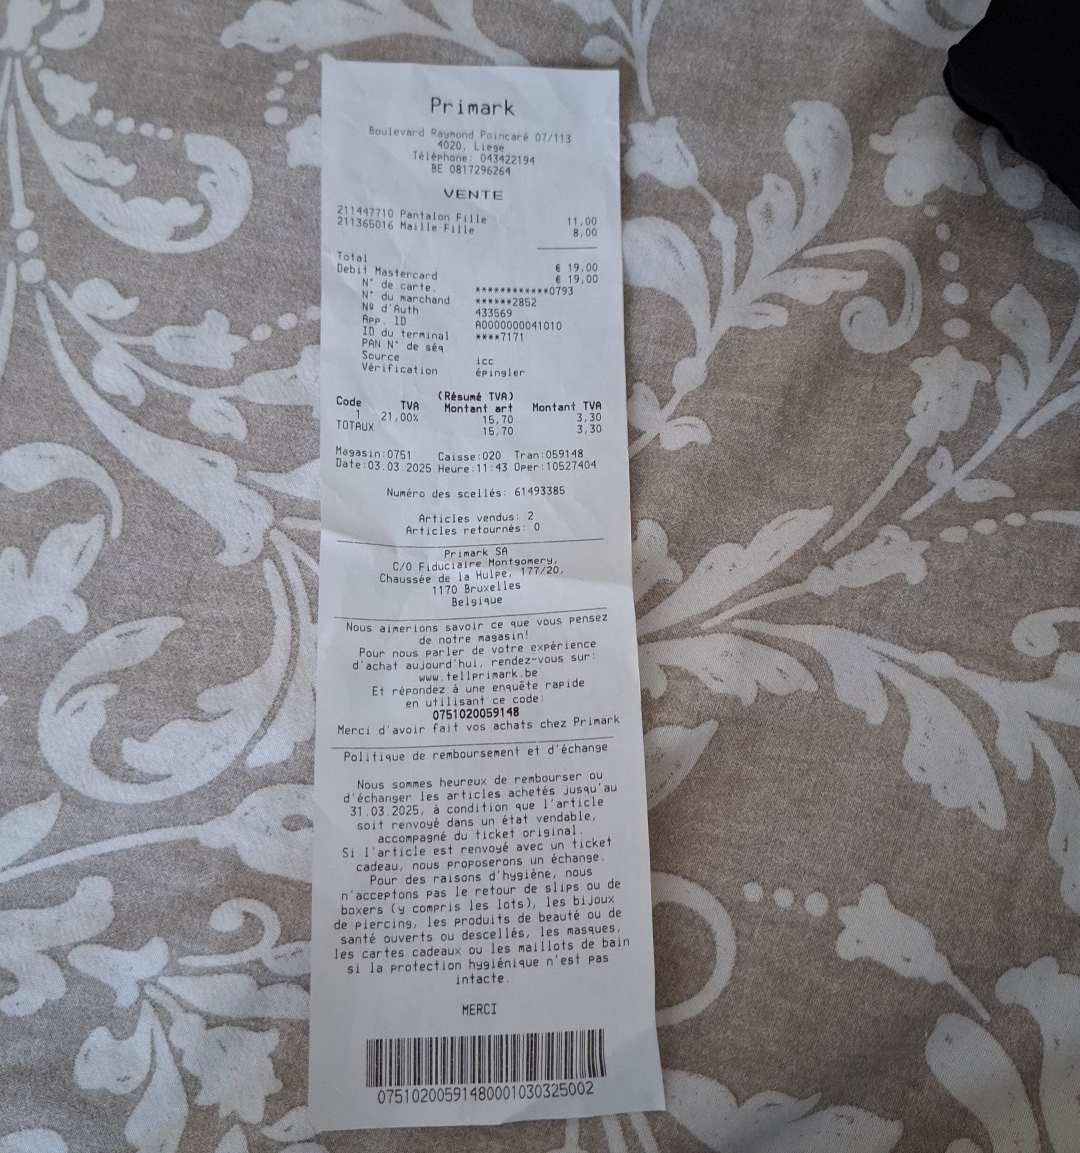 Primark
Boulevard Raymond Poincaré 07/113
4020, Liege
Téléphone: 043422194
BE 0817296264
VENTE
211447710 Pantalon Fille 11,00
211365016 Maille Fille 8,00
Total € 19,00
Debit Mastercard € 19,00
N° de carte. ************0793
N° du marchand ******2852
Nº d'Auth 433569
App. ID A0000000041010
ID du terminal ****7171
PAN N° de séq
Source icc
Vérification épingler
(Résumé TVA)
Code TVA Montant art Montant TVA
1 21,00% 15,70 3,30
TOTAUX 15,70 3,30
Magasin:0751 Caisse:020 Tran:059148
Date:03.03.2025 Heure:11:43 Oper:10527404
Numéro des scellés: 61493385
Articles vendus: 2
Articles retournés: 0
Primark SA
C/O Fiduciaire Montgomery,
Chaussée de la Hulpe, 177/20,
1170 Bruxelles
Belgique
Nous aimerions savoir ce que vous pensez
de notre magasin!
Pour nous parler de votre expérience
d'achat aujourd'hui, rendez-vous sur:
www.tellprimark.be
Et répondez à une enquête rapide
en utilisant ce code:
0751020059148
Merci d'avoir fait vos achats chez Primark
Politique de remboursement et d'échange
Nous sommes heureux de rembourser ou
d'échanger les articles achetés jusqu'au
31.03.2025, à condition que l'article
soit renvoyé dans un état vendable,
accompagné du ticket original.
Si l'article est renvoyé avec un ticket
cadeau, nous proposerons un échange.
Pour des raisons d'hygiène, nous
n'acceptons pas le retour de slips ou de
boxers (y compris les lots), les bijoux
de piercing, les produits de beauté ou de
santé ouverts ou descellés, les masques,
les cartes cadeaux ou les maillots de bain
si la protection hygiénique n'est pas
intacte.
MERCI
07510200591480001030325002